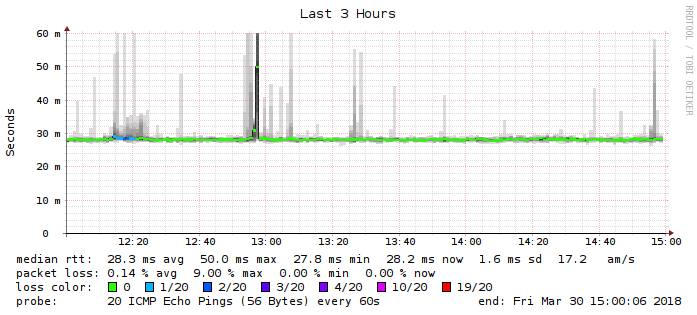 Last 3 Hours
RRDTOOL / TOBI OETIKER
Seconds
60 m
50 m
40 m
30 m
20 m
10 m
0
12:20 12:40 13:00 13:20 13:40 14:00 14:20 14:40 15:00
median rtt: 28.3 ms avg 50.0 ms max 27.8 ms min 28.2 ms now 1.6 ms sd 17.2 am/s
packet loss: 0.14 % avg 9.00 % max 0.00 % min 0.00 % now
loss color: 0 1/20 2/20 3/20 4/20 10/20 19/20
probe: 20 ICMP Echo Pings (56 Bytes) every 60s end: Fri Mar 30 15:00:06 2018